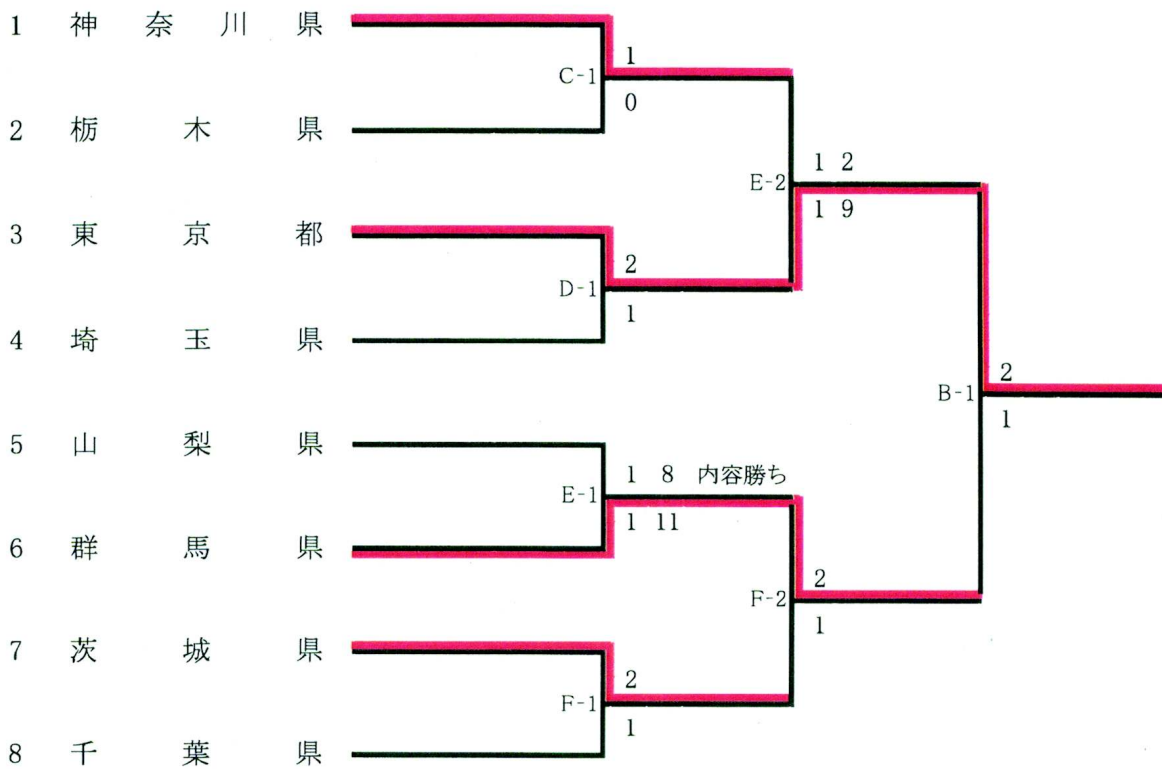 1 神奈川県
1
C-1
0
2 栃木県
1 2
E-2
1 9
3 東京都
2
D-1
1
4 埼玉県
2
B-1
1
5 山梨県
1 8 内容勝ち
E-1
1 11
6 群馬県
2
F-2
1
7 茨城県
2
F-1
1
8 千葉県